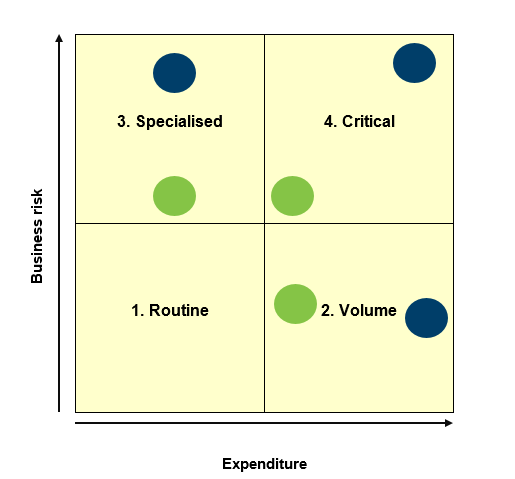 3. Specialised
4. Critical
Business risk
1. Routine
2. Volume
Expenditure